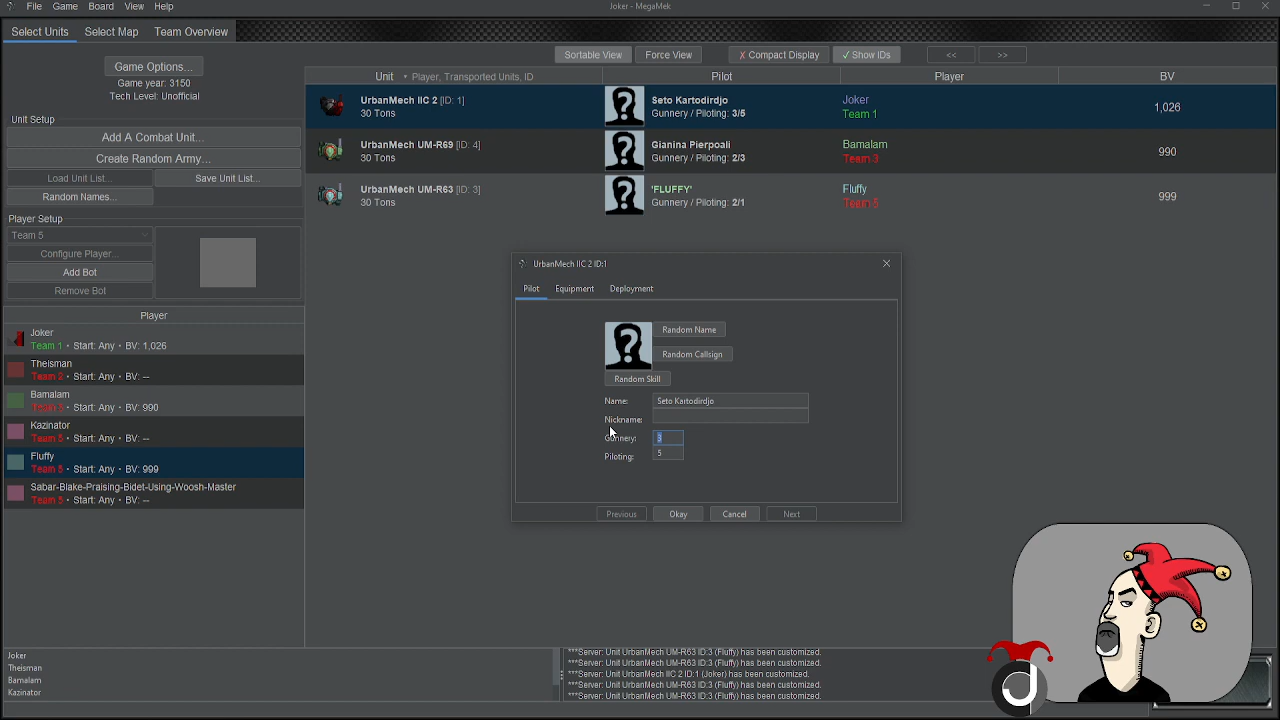 Joker - MegaMek
File Game Board View Help
Select Units Select Map Team Overview
Sortable View Force View ✗ Compact Display ✓ Show IDs << >>
Game Options...
Game year: 3150
Tech Level: Unofficial
Unit Setup
Add A Combat Unit...
Create Random Army...
Load Unit List... Save Unit List...
Random Names...
Player Setup
Team 5
Configure Player...
Add Bot
Remove Bot
Player
Joker
Team 1 • Start: Any • BV: 1,026
Theisman
Team 2 • Start: Any • BV: --
Bamalam
Team 3 • Start: Any • BV: 990
Kazinator
• Start: Any • BV: --
Fluffy
Team 5 • Start: Any • BV: 999
Sabar-Blake-Praising-Bidet-Using-Woosh-Master
• Start: Any • BV: --
Unit Player, Transported Units, ID Pilot Player BV
UrbanMech IIC 2 [ID: 1] Seto Kartodirdjo Joker 1,026
30 Tons Gunnery / Piloting: 3/5 Team 1
UrbanMech UM-R69 [ID: 4] Gianina Pierpoali Bamalam 990
30 Tons Gunnery / Piloting: 2/3 Team 3
UrbanMech UM-R63 [ID: 3] 'FLUFFY' Fluffy 999
30 Tons Gunnery / Piloting: 2/1 Team 5
UrbanMech IIC 2 ID:1
Pilot Equipment Deployment
Random Name
Random Callsign
Random Skill
Name: Seto Kartodirdjo
Nickname:
Gunnery: 3
Piloting: 5
Previous Okay Cancel Next
Joker
Theisman
Bamalam
Kazinator
***Server: Unit UrbanMech UM-R63 ID:3 (Fluffy) has been customized.
***Server: Unit UrbanMech UM-R63 ID:3 (Fluffy) has been customized.
***Server: Unit UrbanMech IIC 2 ID:1 (Joker) has been customized.
***Server: Unit UrbanMech UM-R63 ID:3 (Fluffy) has been customized.
***Server: Unit UrbanMech UM-R63 ID:3 (Fluffy) has been customized.